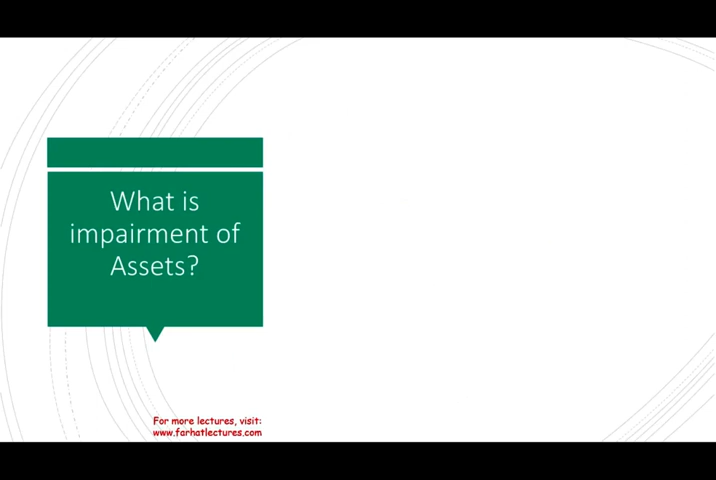 What is
impairment of
Assets?
For more lectures, visit:
www.farhatlectures.com